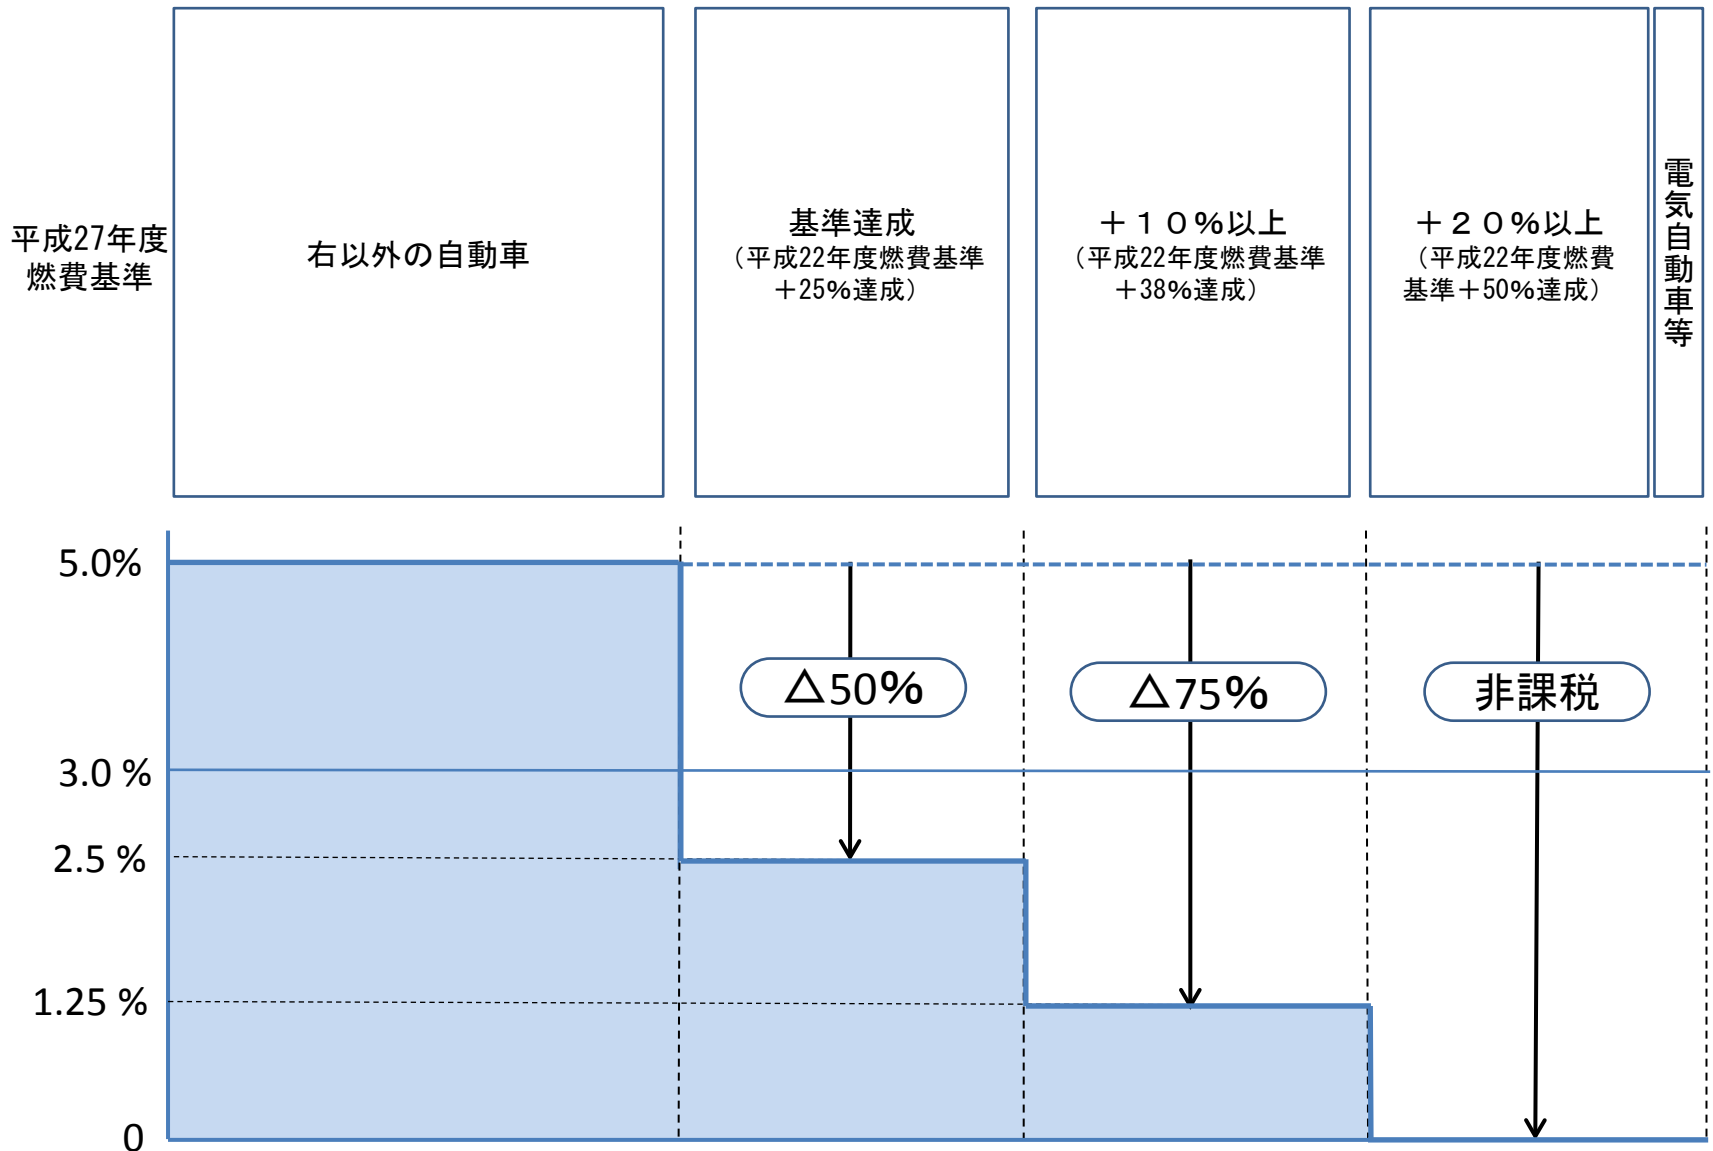 平成27年度
燃費基準
右以外の自動車
基準達成
（平成22年度燃費基準
＋25％達成）
＋１０％以上
（平成22年度燃費基準
＋38％達成）
＋２０％以上
（平成22年度燃費
基準＋50％達成）
電気自動車等
5.0%
3.0 %
2.5 %
1.25 %
0
△50%
△75%
非課税